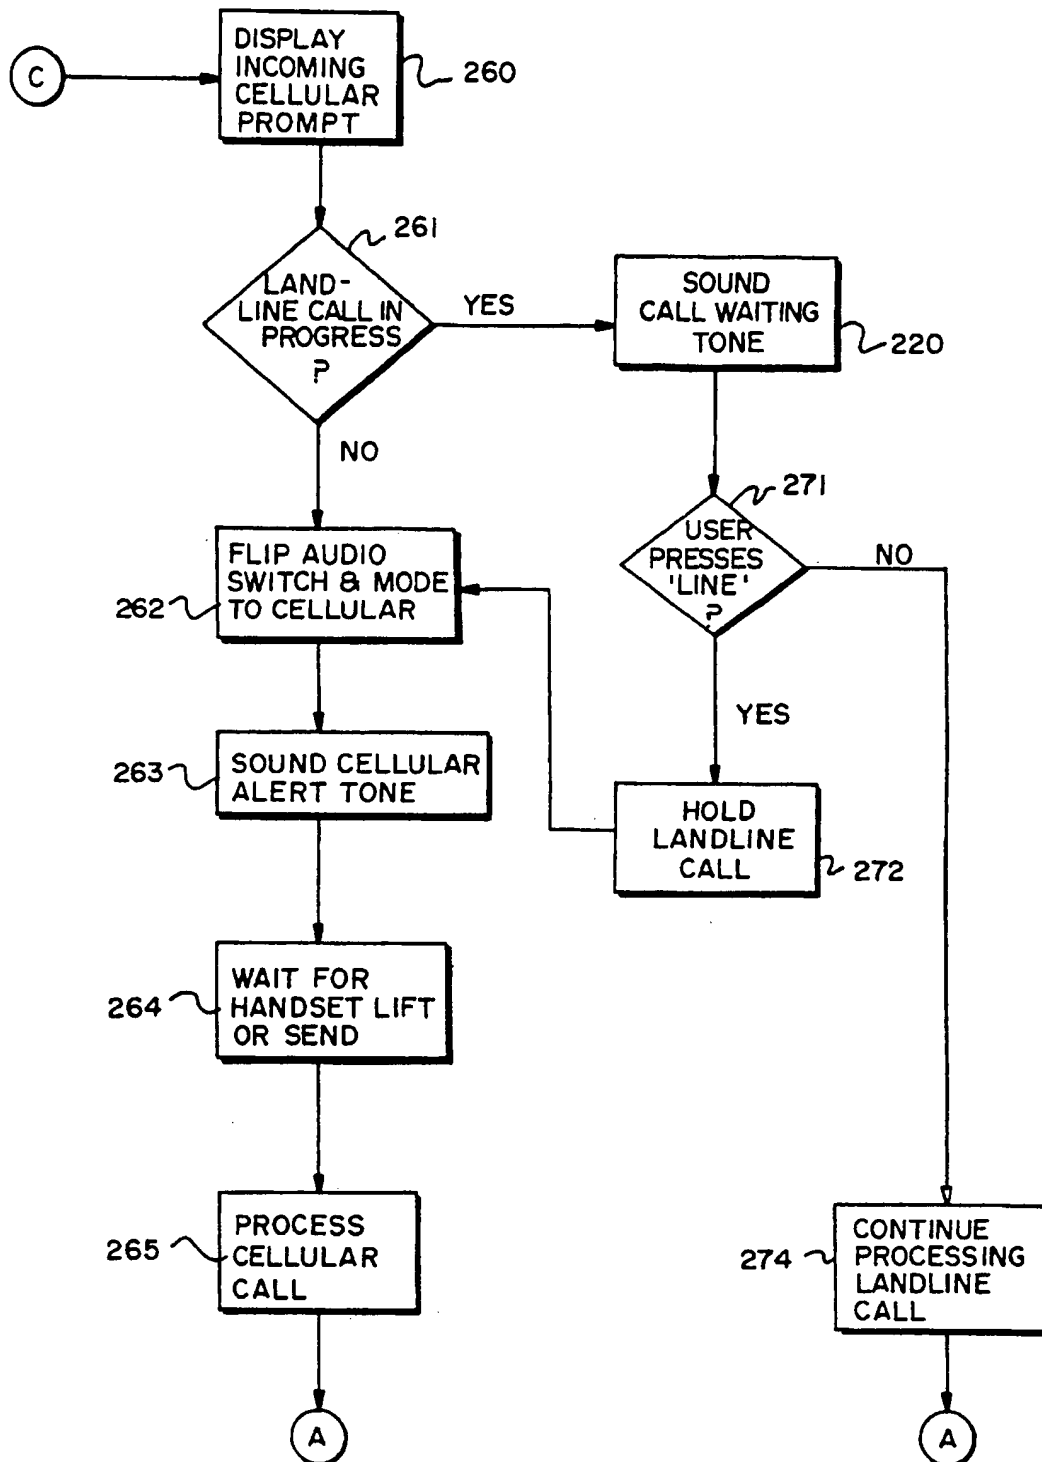 C
DISPLAY
INCOMING
CELLULAR
PROMPT
260
261
LAND-
LINE CALL IN
PROGRESS
?
YES
SOUND
CALL WAITING
TONE
220
NO
271
USER
PRESSES
'LINE'
?
NO
FLIP AUDIO
SWITCH & MODE
TO CELLULAR
262
YES
263
SOUND CELLULAR
ALERT TONE
HOLD
LANDLINE
CALL
272
264
WAIT FOR
HANDSET LIFT
OR SEND
265
PROCESS
CELLULAR
CALL
274
CONTINUE
PROCESSING
LANDLINE
CALL
A
A